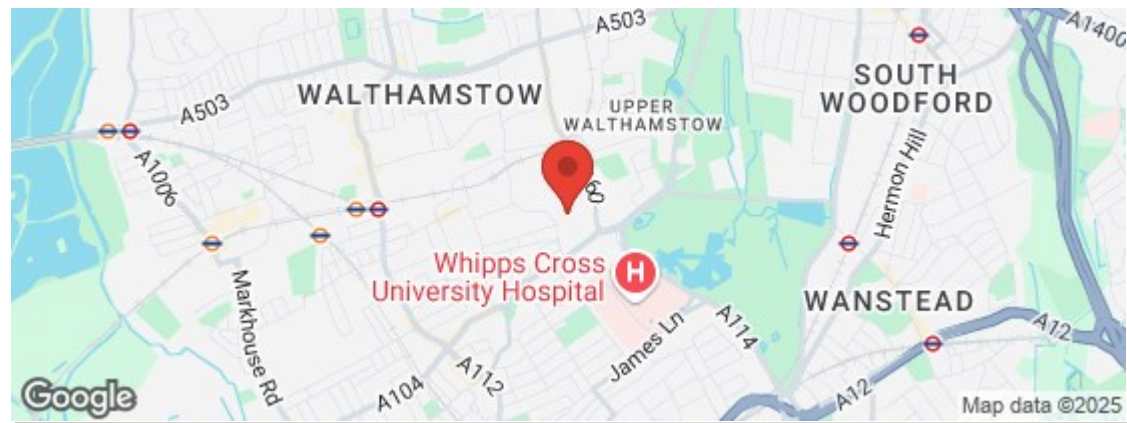 A503
A1400
WALTHAMSTOW
SOUTH
WOODFORD
UPPER
WALTHAMSTOW
A503
A1006
Hermon Hill
Whipps Cross
University Hospital
H
WANSTEAD
Markhouse Rd
James Ln
A114
A12
A112
A104
A12
Google
Map data ©2025